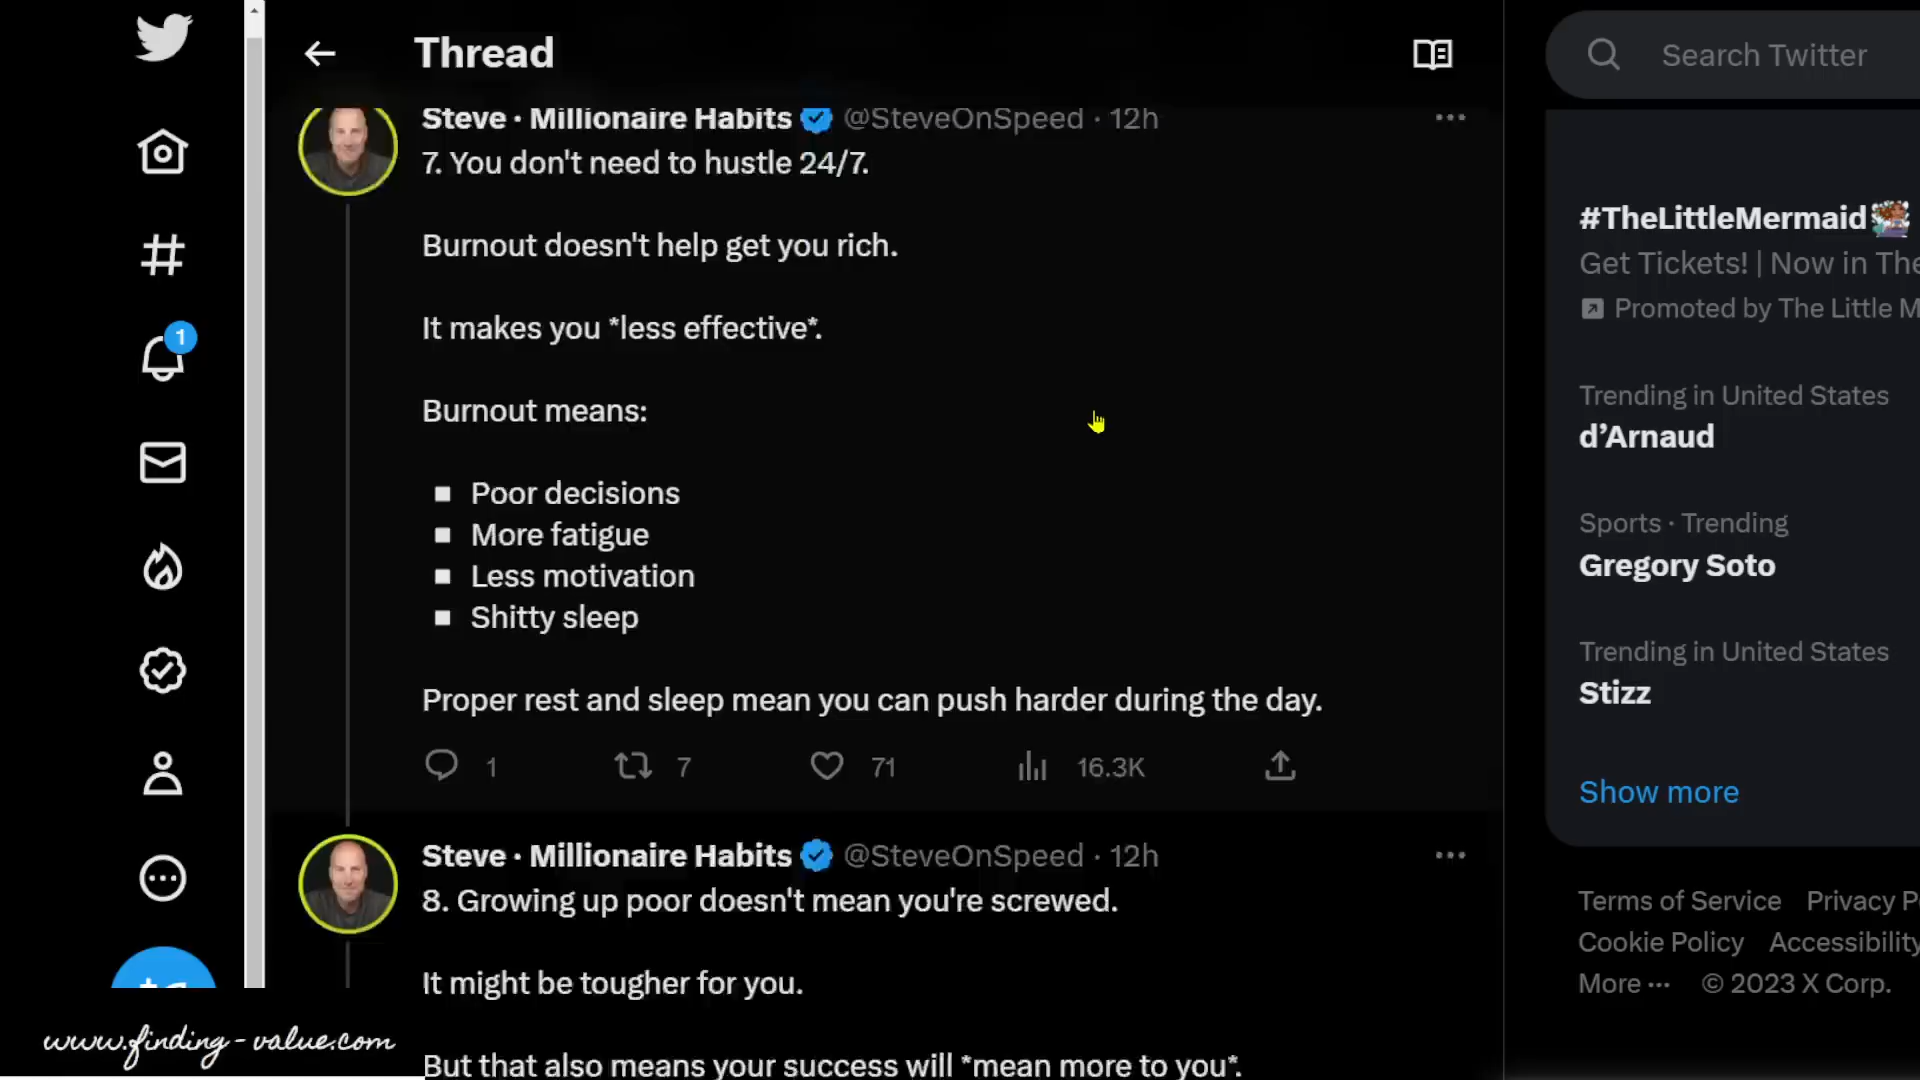 Thread
Search Twitter
Steve · Millionaire Habits @SteveOnSpeed · 12h
7. You don't need to hustle 24/7.
Burnout doesn't help get you rich.
It makes you *less effective*.
Burnout means:
Poor decisions
More fatigue
Less motivation
Shitty sleep
Proper rest and sleep mean you can push harder during the day.
1 7 71 16.3K
Steve · Millionaire Habits @SteveOnSpeed · 12h
8. Growing up poor doesn't mean you're screwed.
It might be tougher for you.
But that also means your success will *mean more to you*.
1
#TheLittleMermaid
Get Tickets! | Now in The
Promoted by The Little M
Trending in United States
d’Arnaud
Sports · Trending
Gregory Soto
Trending in United States
Stizz
Show more
Terms of Service Privacy P
Cookie Policy Accessibility
More ··· © 2023 X Corp.
www.finding-value.com